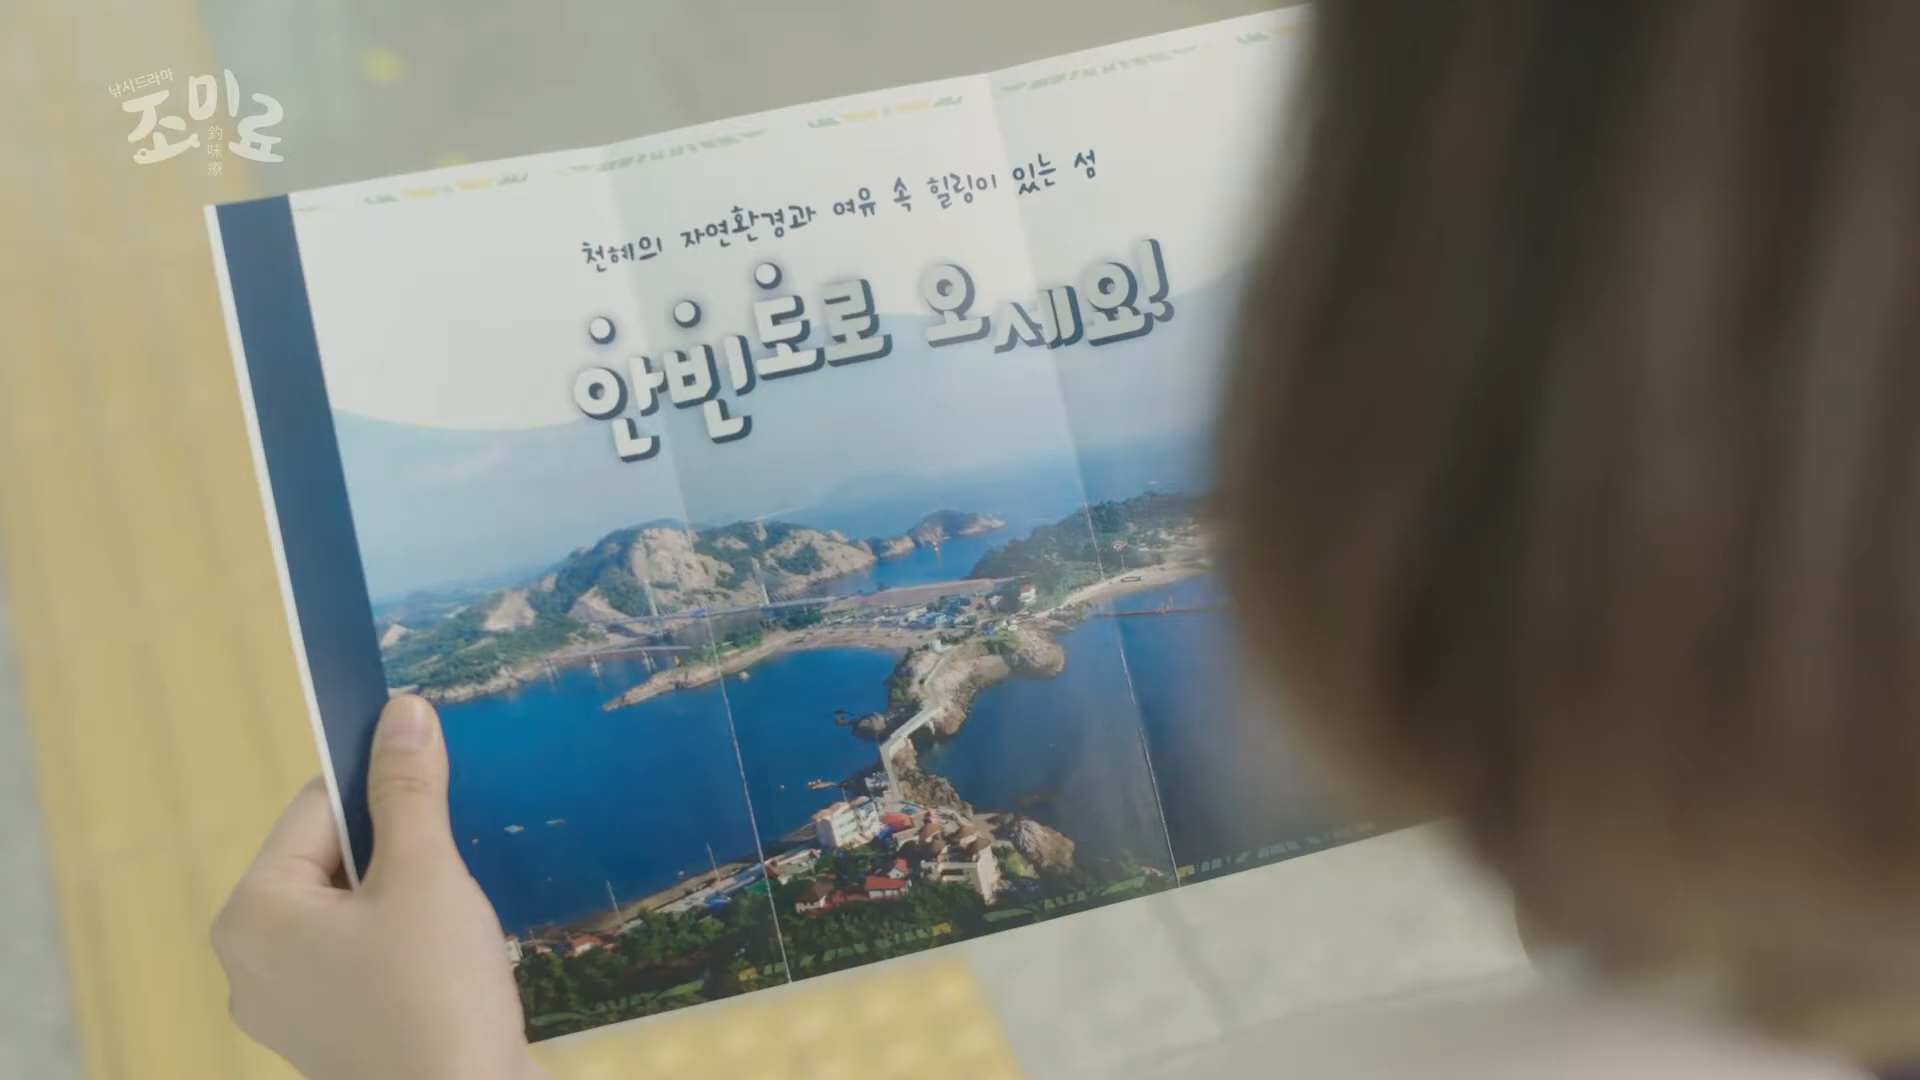 낚시드라마
조미료
釣味療
천혜의 자연환경과 여유 속 힐링이 있는 섬
안빈도로 오세요!